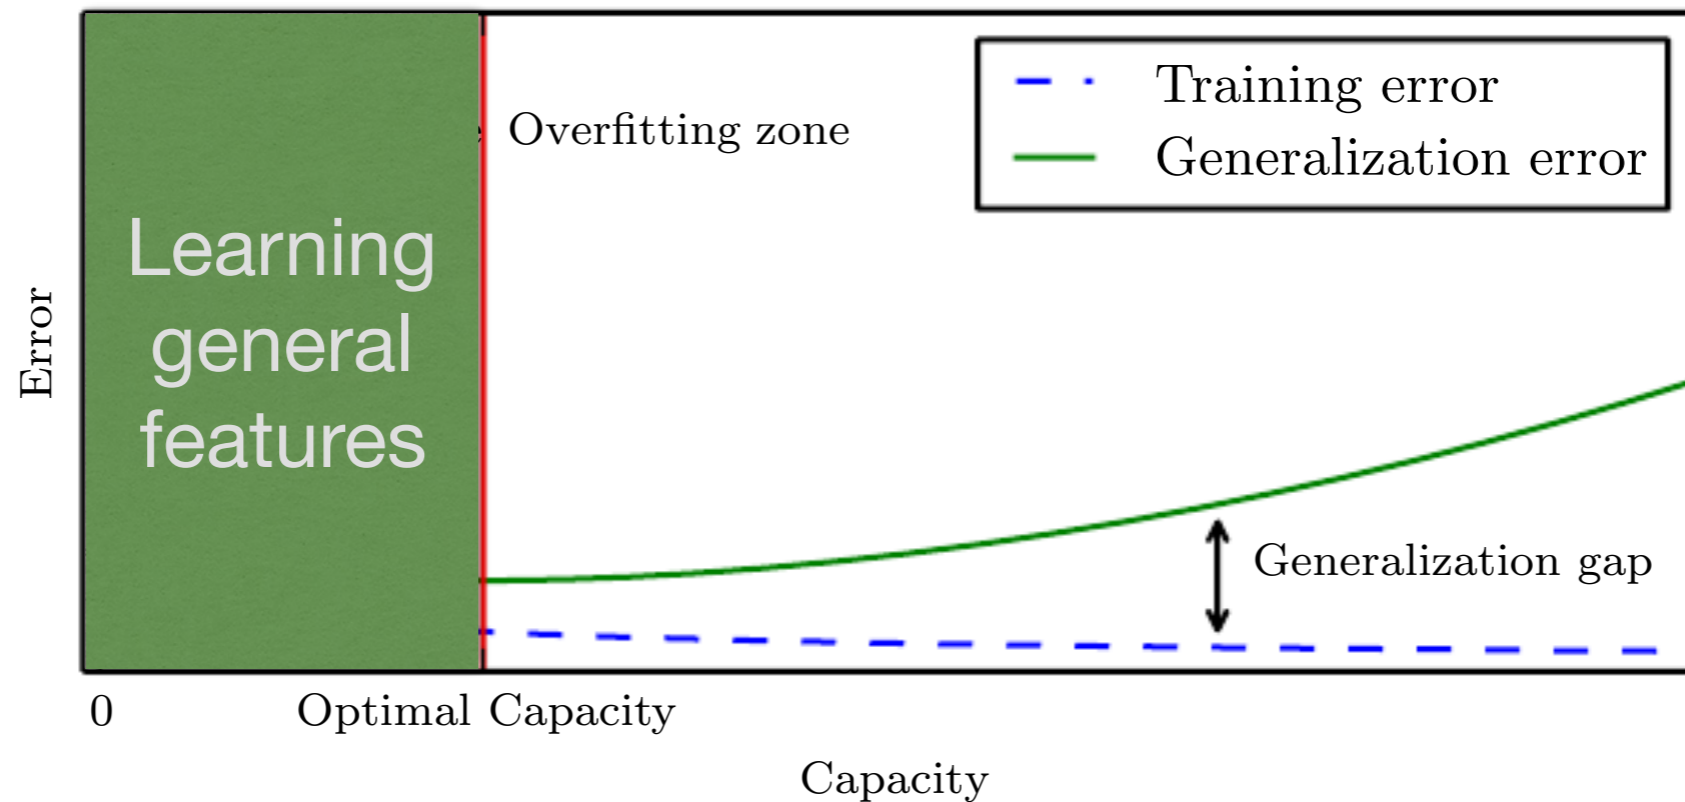 Training error
Generalization error
Overfitting zone
Learning
general
features
Error
Generalization gap
0
Optimal Capacity
Capacity